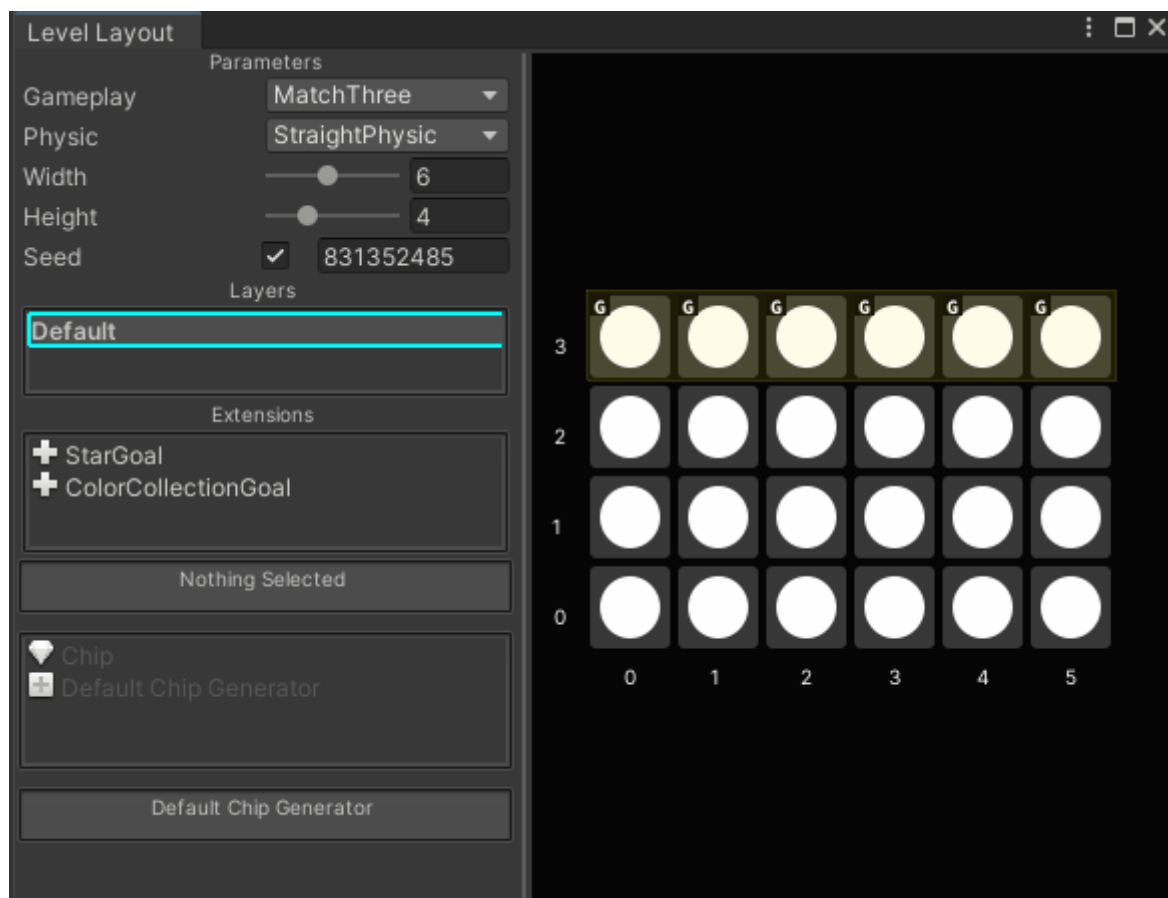 Level Layout
Parameters
Gameplay MatchThree
Physic StraightPhysic
Width 6
Height 4
Seed 831352485
Layers
Default
Extensions
StarGoal
ColorCollectionGoal
Nothing Selected
Chip
Default Chip Generator
Default Chip Generator
G G G G G G
3
2
1
0
0 1 2 3 4 5